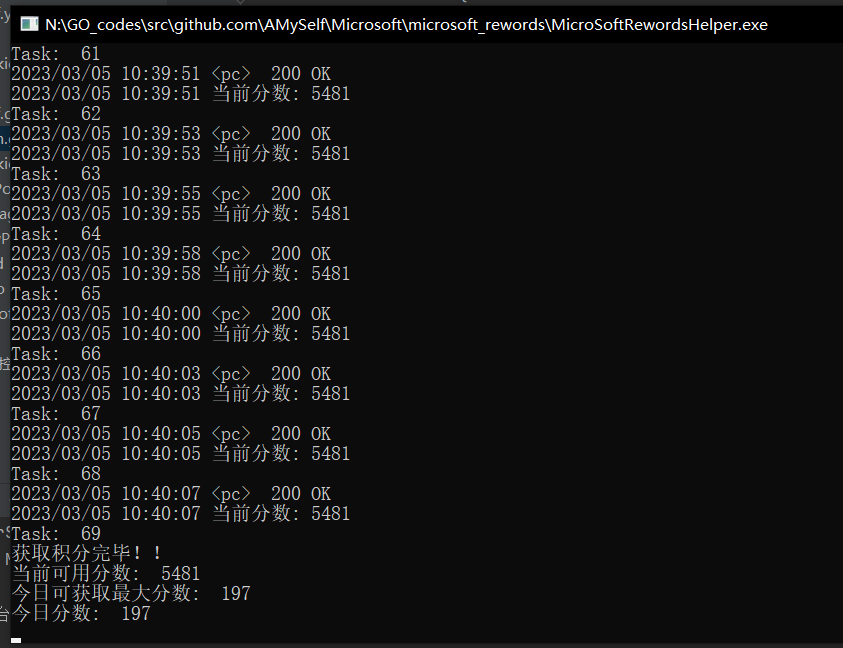 N:\GO_codes\src\github.com\AMySelf\Microsoft\microsoft_rewords\MicroSoftRewordsHelper.exe
Task:  61
2023/03/05 10:39:51 <pc>  200 OK
2023/03/05 10:39:51 当前分数: 5481
Task:  62
2023/03/05 10:39:53 <pc>  200 OK
2023/03/05 10:39:53 当前分数: 5481
Task:  63
2023/03/05 10:39:55 <pc>  200 OK
2023/03/05 10:39:55 当前分数: 5481
Task:  64
2023/03/05 10:39:58 <pc>  200 OK
2023/03/05 10:39:58 当前分数: 5481
Task:  65
2023/03/05 10:40:00 <pc>  200 OK
2023/03/05 10:40:00 当前分数: 5481
Task:  66
2023/03/05 10:40:03 <pc>  200 OK
2023/03/05 10:40:03 当前分数: 5481
Task:  67
2023/03/05 10:40:05 <pc>  200 OK
2023/03/05 10:40:05 当前分数: 5481
Task:  68
2023/03/05 10:40:07 <pc>  200 OK
2023/03/05 10:40:07 当前分数: 5481
Task:  69
获取积分完毕！！
当前可用分数:  5481
今日可获取最大分数:  197
今日分数:  197